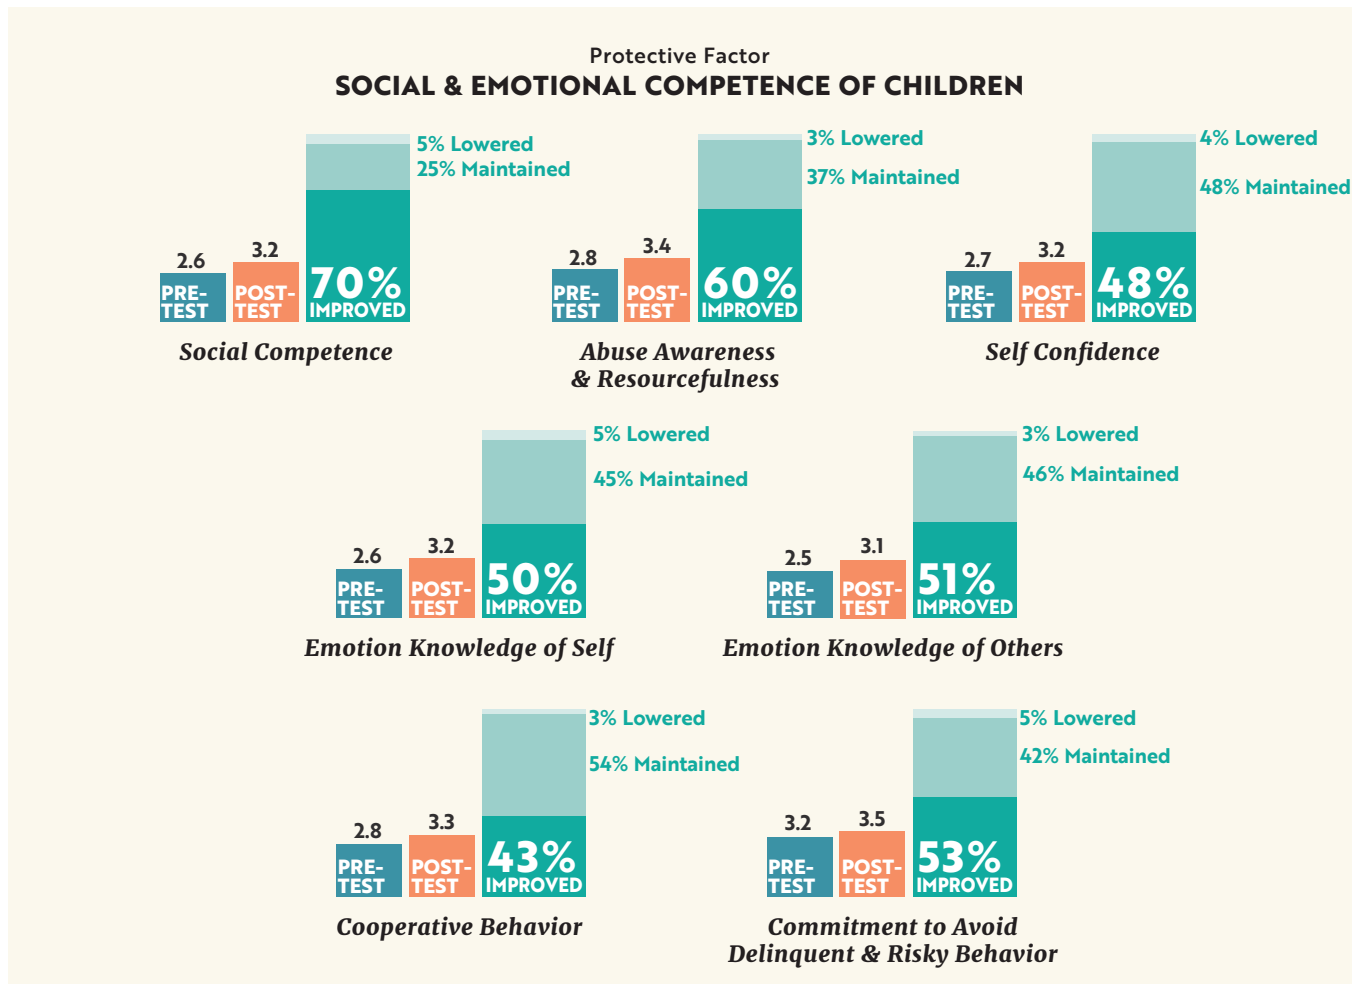 Protective Factor
SOCIAL & EMOTIONAL COMPETENCE OF CHILDREN
5% Lowered
25% Maintained
2.6
3.2
PRE-
TEST
POST-
TEST
70%
IMPROVED
Social Competence
3% Lowered
37% Maintained
2.8
3.4
PRE-
TEST
POST-
TEST
60%
IMPROVED
Abuse Awareness
& Resourcefulness
4% Lowered
48% Maintained
2.7
3.2
PRE-
TEST
POST-
TEST
48%
IMPROVED
Self Confidence
5% Lowered
45% Maintained
2.6
3.2
PRE-
TEST
POST-
TEST
50%
IMPROVED
Emotion Knowledge of Self
3% Lowered
46% Maintained
2.5
3.1
PRE-
TEST
POST-
TEST
51%
IMPROVED
Emotion Knowledge of Others
3% Lowered
54% Maintained
2.8
3.3
PRE-
TEST
POST-
TEST
43%
IMPROVED
Cooperative Behavior
5% Lowered
42% Maintained
3.2
3.5
PRE-
TEST
POST-
TEST
53%
IMPROVED
Commitment to Avoid
Delinquent & Risky Behavior